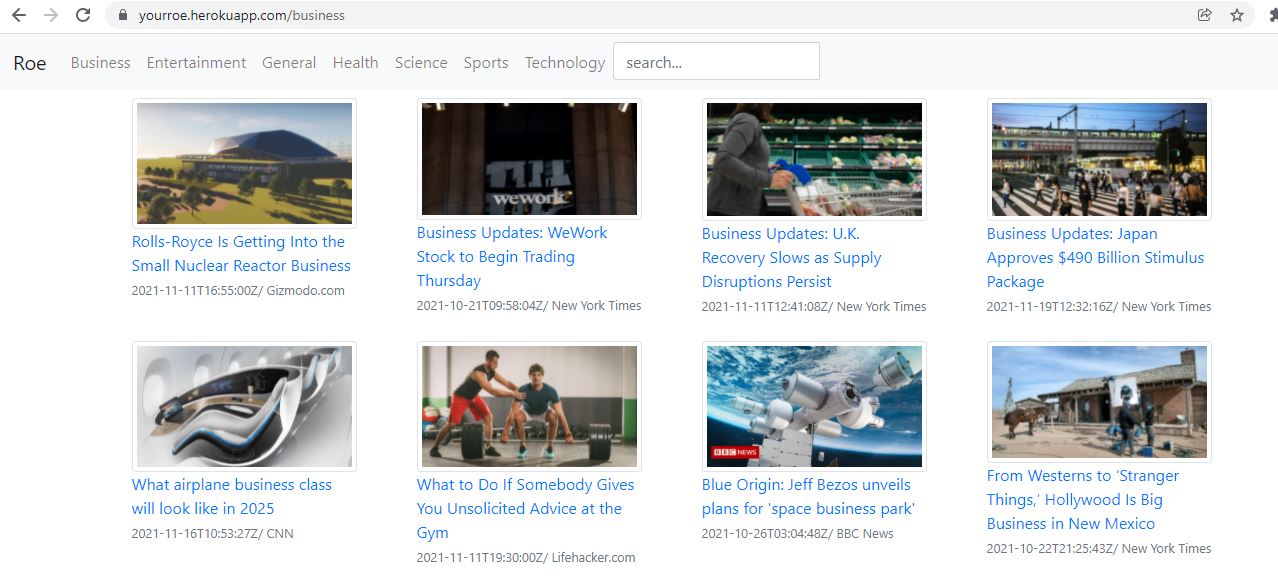 yourroe.herokuapp.com/business
Roe Business Entertainment General Health Science Sports Technology search...
wework
Rolls-Royce Is Getting Into the
Small Nuclear Reactor Business
2021-11-11T16:55:00Z/ Gizmodo.com
Business Updates: WeWork
Stock to Begin Trading
Thursday
2021-10-21T09:58:04Z/ New York Times
Business Updates: U.K.
Recovery Slows as Supply
Disruptions Persist
2021-11-11T12:41:08Z/ New York Times
Business Updates: Japan
Approves $490 Billion Stimulus
Package
2021-11-19T12:32:16Z/ New York Times
What airplane business class
will look like in 2025
2021-11-16T10:53:27Z/ CNN
What to Do If Somebody Gives
You Unsolicited Advice at the
Gym
2021-11-11T19:30:00Z/ Lifehacker.com
BBC NEWS
Blue Origin: Jeff Bezos unveils
plans for 'space business park'
2021-10-26T03:04:48Z/ BBC News
From Westerns to ‘Stranger
Things,’ Hollywood Is Big
Business in New Mexico
2021-10-22T21:25:43Z/ New York Times